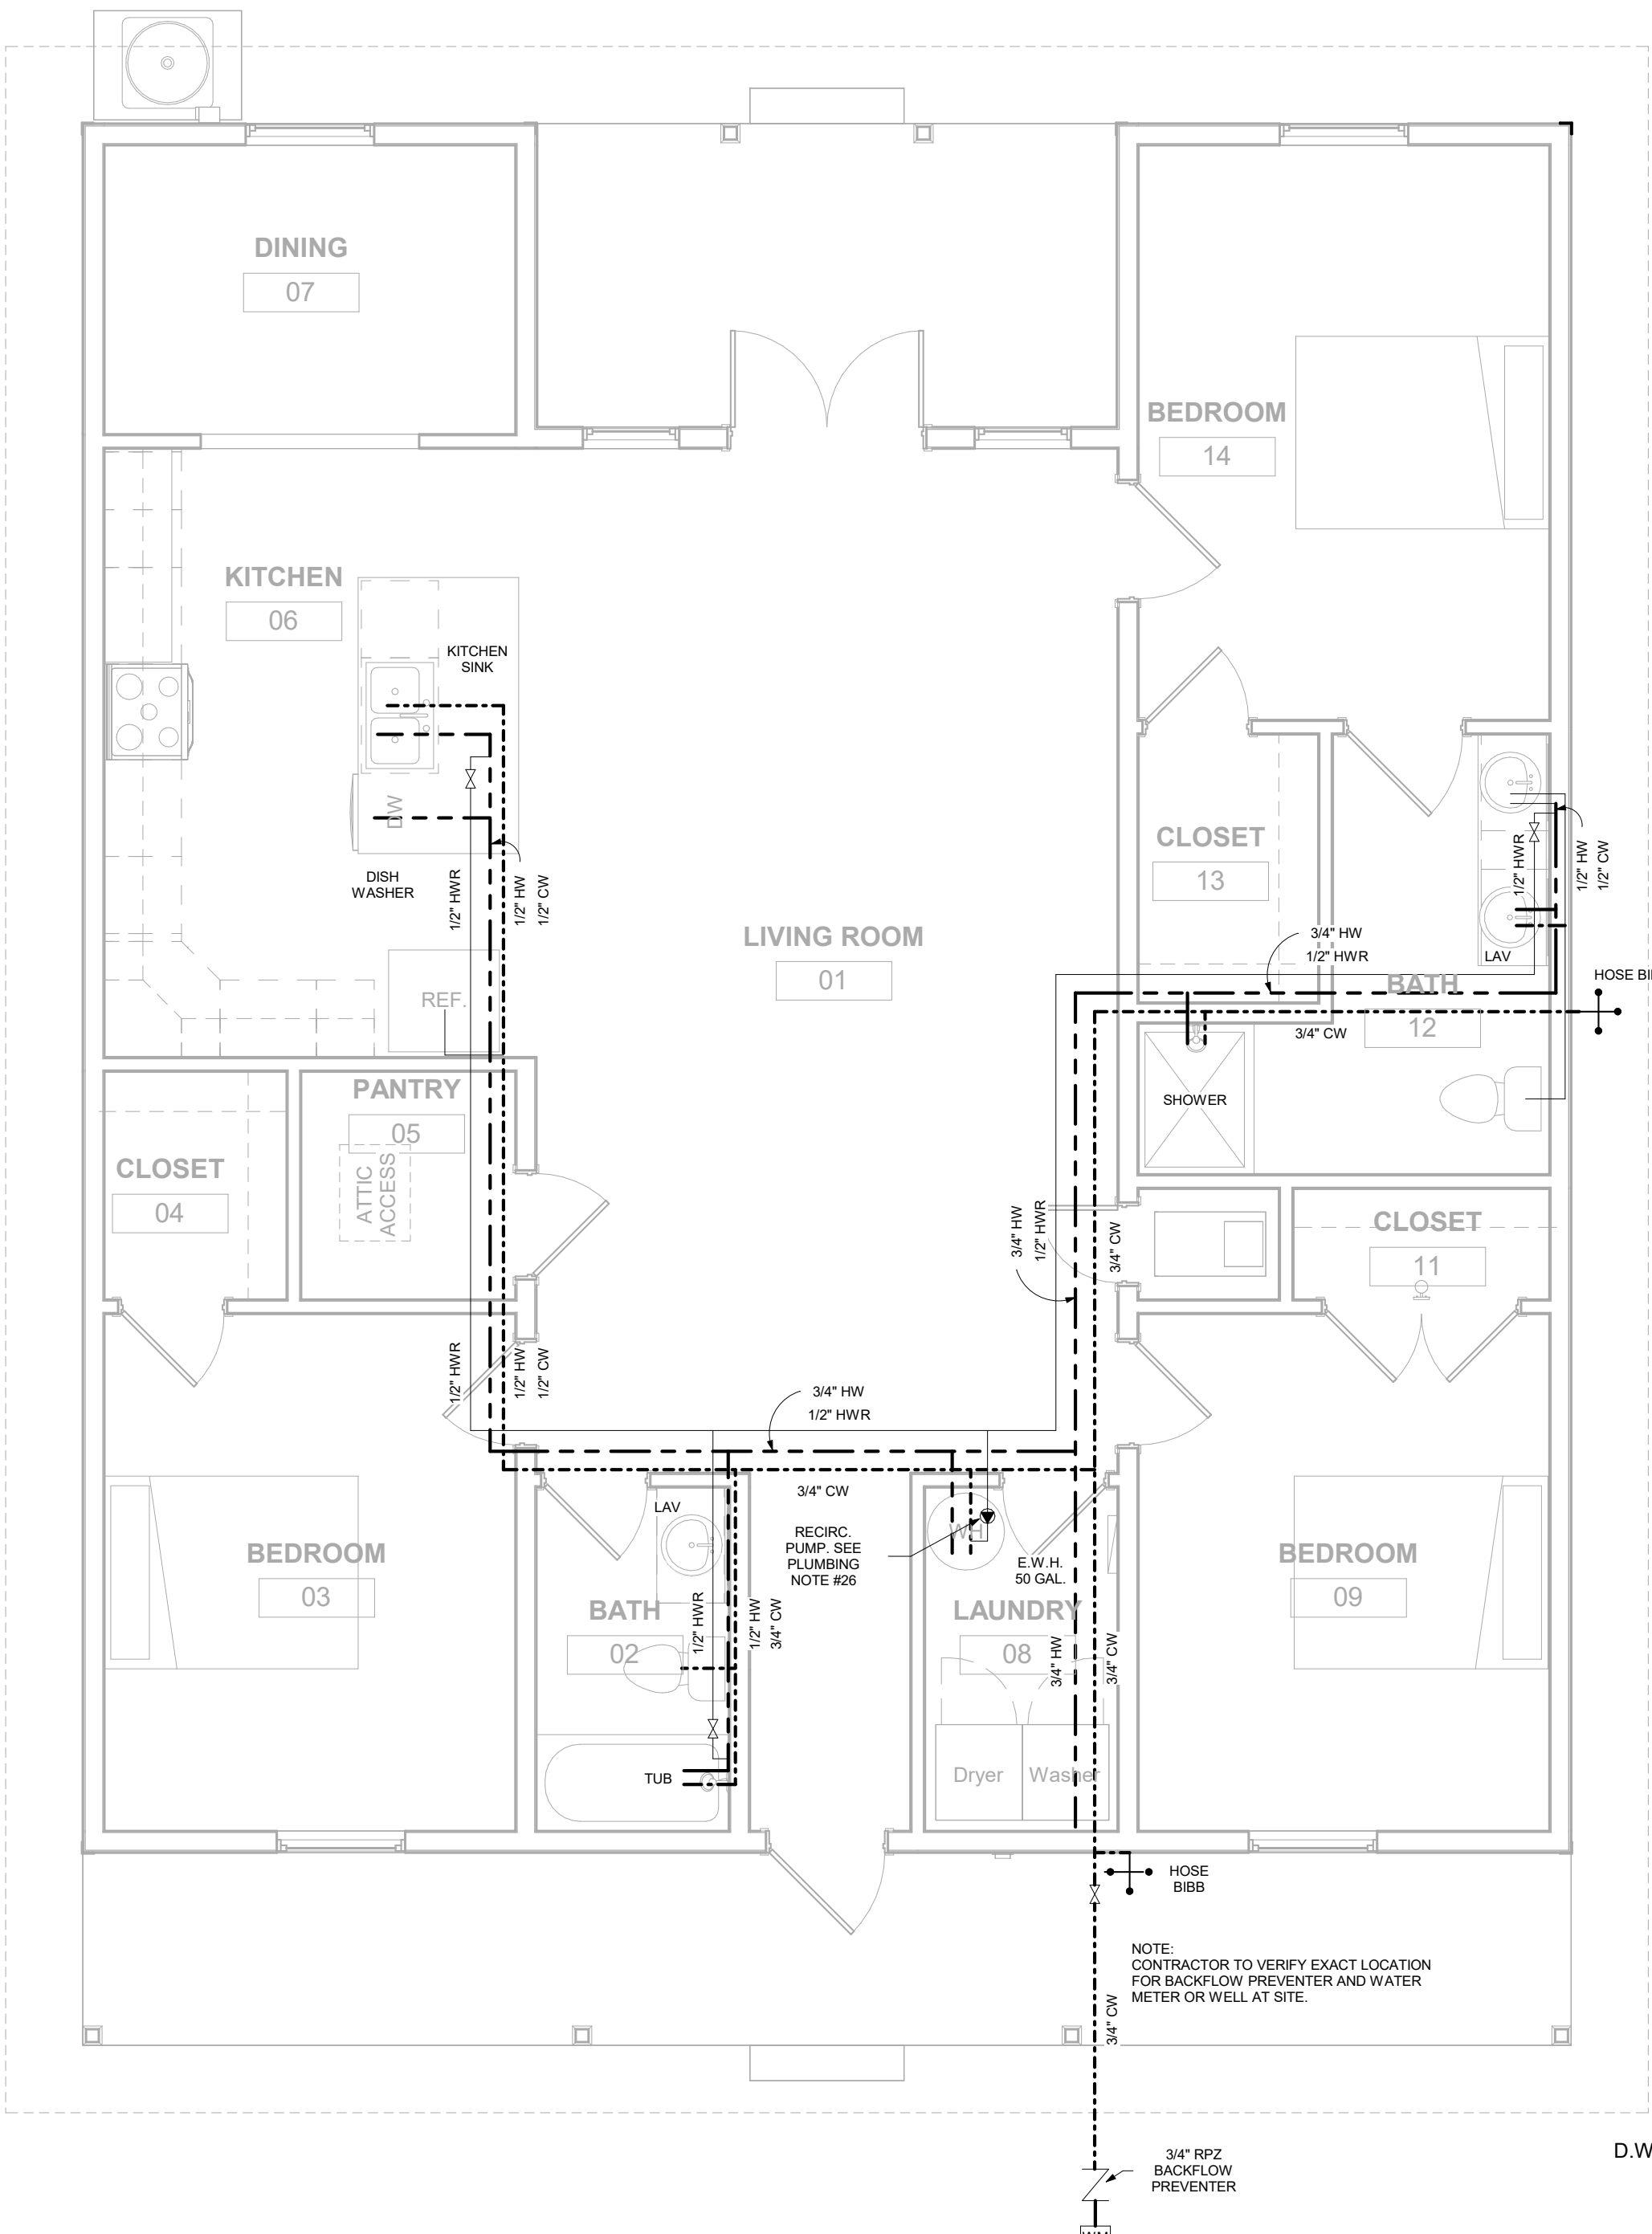 DINING
07
BEDROOM
14
KITCHEN
06
KITCHEN
SINK
DW
DISH
WASHER
1/2" HWR
1/2" HW
1/2" CW
REF.
LIVING ROOM
01
CLOSET
13
1/2" HWR
1/2" HW
1/2" CW
3/4" HW
1/2" HWR
LAV
BATH
12
3/4" CW
HOSE BI
SHOWER
PANTRY
05
ATTIC
ACCESS
CLOSET
04
3/4" HW
1/2" HWR
3/4" CW
CLOSET
11
1/2" HWR
1/2" HW
1/2" CW
3/4" HW
1/2" HWR
3/4" CW
LAV
RECIRC.
PUMP. SEE
PLUMBING
NOTE #26
WH
E.W.H.
50 GAL.
BEDROOM
03
BATH
02
1/2" HWR
1/2" HW
3/4" CW
LAUNDRY
08
3/4" HW
3/4" CW
BEDROOM
09
TUB
Dryer
Washer
HOSE
BIBB
NOTE:
CONTRACTOR TO VERIFY EXACT LOCATION
FOR BACKFLOW PREVENTER AND WATER
METER OR WELL AT SITE.
3/4" CW
3/4" RPZ
BACKFLOW
PREVENTER
D.W
WM